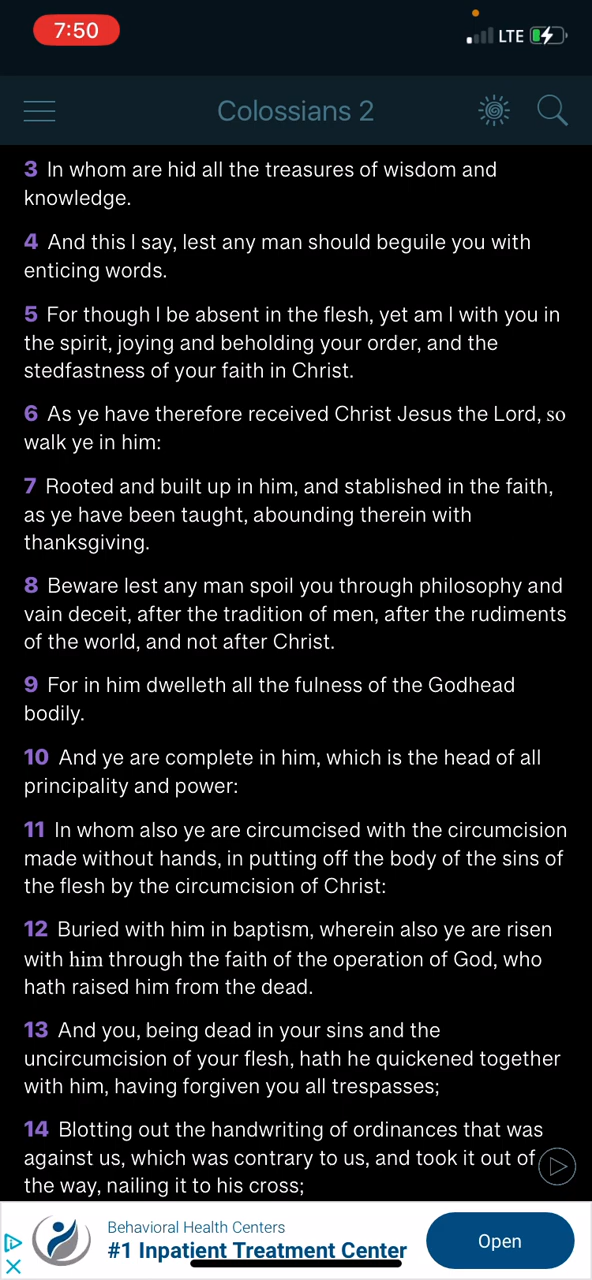 7:50
LTE
Colossians 2
3 In whom are hid all the treasures of wisdom and
knowledge.
4 And this I say, lest any man should beguile you with
enticing words.
5 For though I be absent in the flesh, yet am I with you in
the spirit, joying and beholding your order, and the
stedfastness of your faith in Christ.
6 As ye have therefore received Christ Jesus the Lord, so
walk ye in him:
7 Rooted and built up in him, and stablished in the faith,
as ye have been taught, abounding therein with
thanksgiving.
8 Beware lest any man spoil you through philosophy and
vain deceit, after the tradition of men, after the rudiments
of the world, and not after Christ.
9 For in him dwelleth all the fulness of the Godhead
bodily.
10 And ye are complete in him, which is the head of all
principality and power:
11 In whom also ye are circumcised with the circumcision
made without hands, in putting off the body of the sins of
the flesh by the circumcision of Christ:
12 Buried with him in baptism, wherein also ye are risen
with him through the faith of the operation of God, who
hath raised him from the dead.
13 And you, being dead in your sins and the
uncircumcision of your flesh, hath he quickened together
with him, having forgiven you all trespasses;
14 Blotting out the handwriting of ordinances that was
against us, which was contrary to us, and took it out of
the way, nailing it to his cross;
Behavioral Health Centers
#1 Inpatient Treatment Center
Open